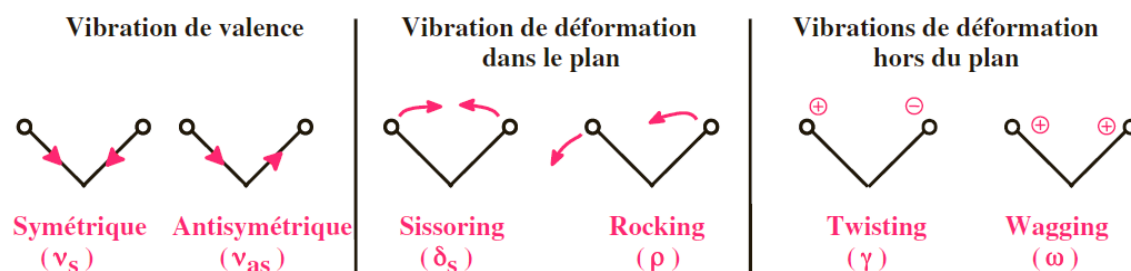 Vibration de valence
Vibration de déformation
dans le plan
Vibrations de déformation
hors du plan
+
−
+
+
Symétrique
(νs)
Antisymétrique
(νas)
Sissoring
(δs)
Rocking
(ρ)
Twisting
(γ)
Wagging
(ω)